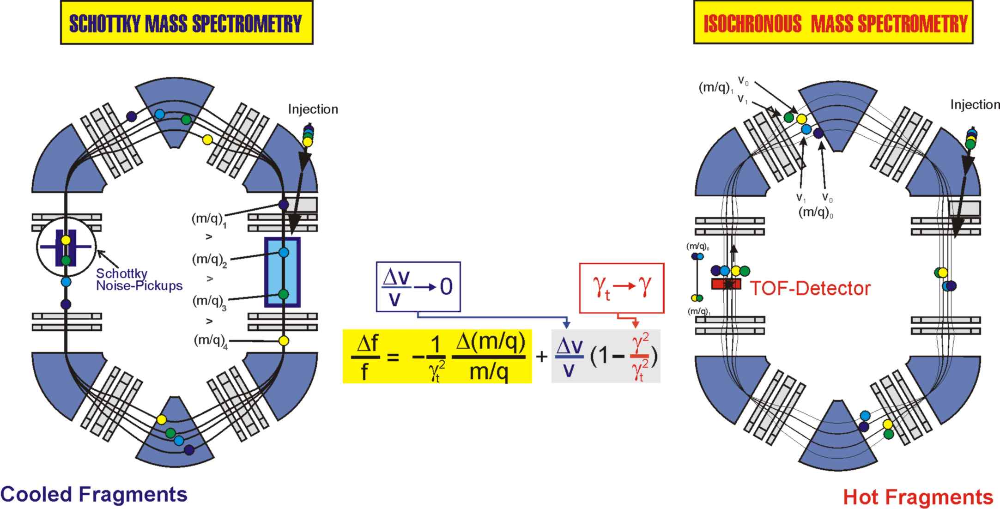 SCHOTTKY MASS SPECTROMETRY
ISOCHRONOUS MASS SPECTROMETRY
Injection
(m/q)₁
>
(m/q)₂
>
(m/q)₃
>
(m/q)₄
Schottky
Noise-Pickups
Cooled Fragments
Δv/v → 0
γₜ → γ
Δf/f = −1/γₜ² Δ(m/q)/m/q + Δv/v (1−γ²/γₜ²)
v₀
(m/q)₁
v₁
Injection
v₁ v₀
(m/q)₀
(m/q)₀
TOF-Detector
(m/q)₁
Hot Fragments